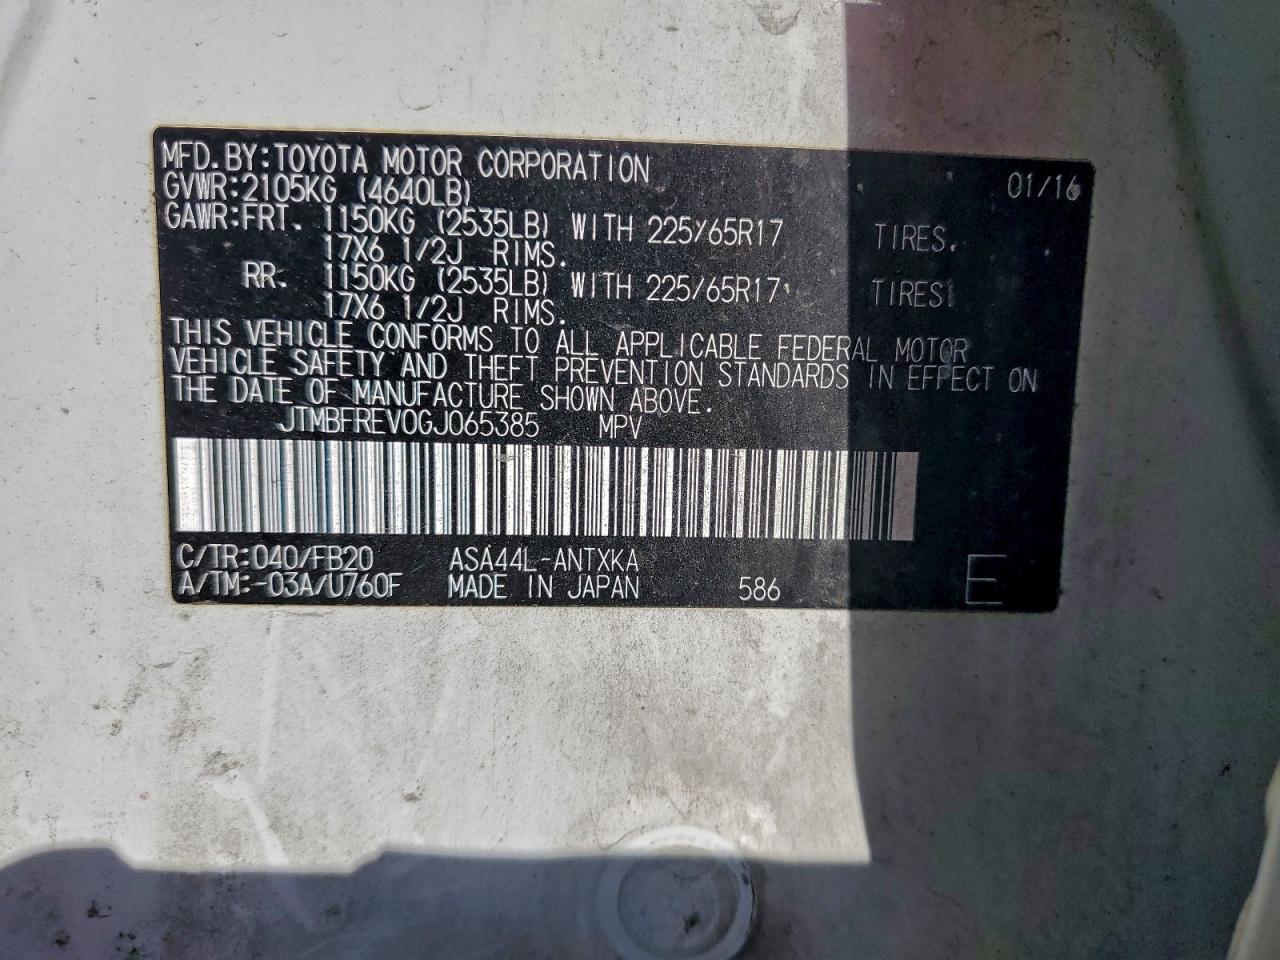 MFD.BY:TOYOTA MOTOR CORPORATION 01/16
GVWR:2105KG (4640LB)
GAWR:FRT. 1150KG (2535LB) WITH 225/65R17 TIRES.
17X6 1/2J RIMS.
RR. 1150KG (2535LB) WITH 225/65R17 TIRES
17X6 1/2J RIMS.
THIS VEHICLE CONFORMS TO ALL APPLICABLE FEDERAL MOTOR
VEHICLE SAFETY AND THEFT PREVENTION STANDARDS IN EFFECT ON
THE DATE OF MANUFACTURE SHOWN ABOVE.
JTMBFREV0GJ065385 MPV
C/TR:040/FB20 ASA44L-ANTXKA
A/TM:-03A/U760F MADE IN JAPAN 586 E